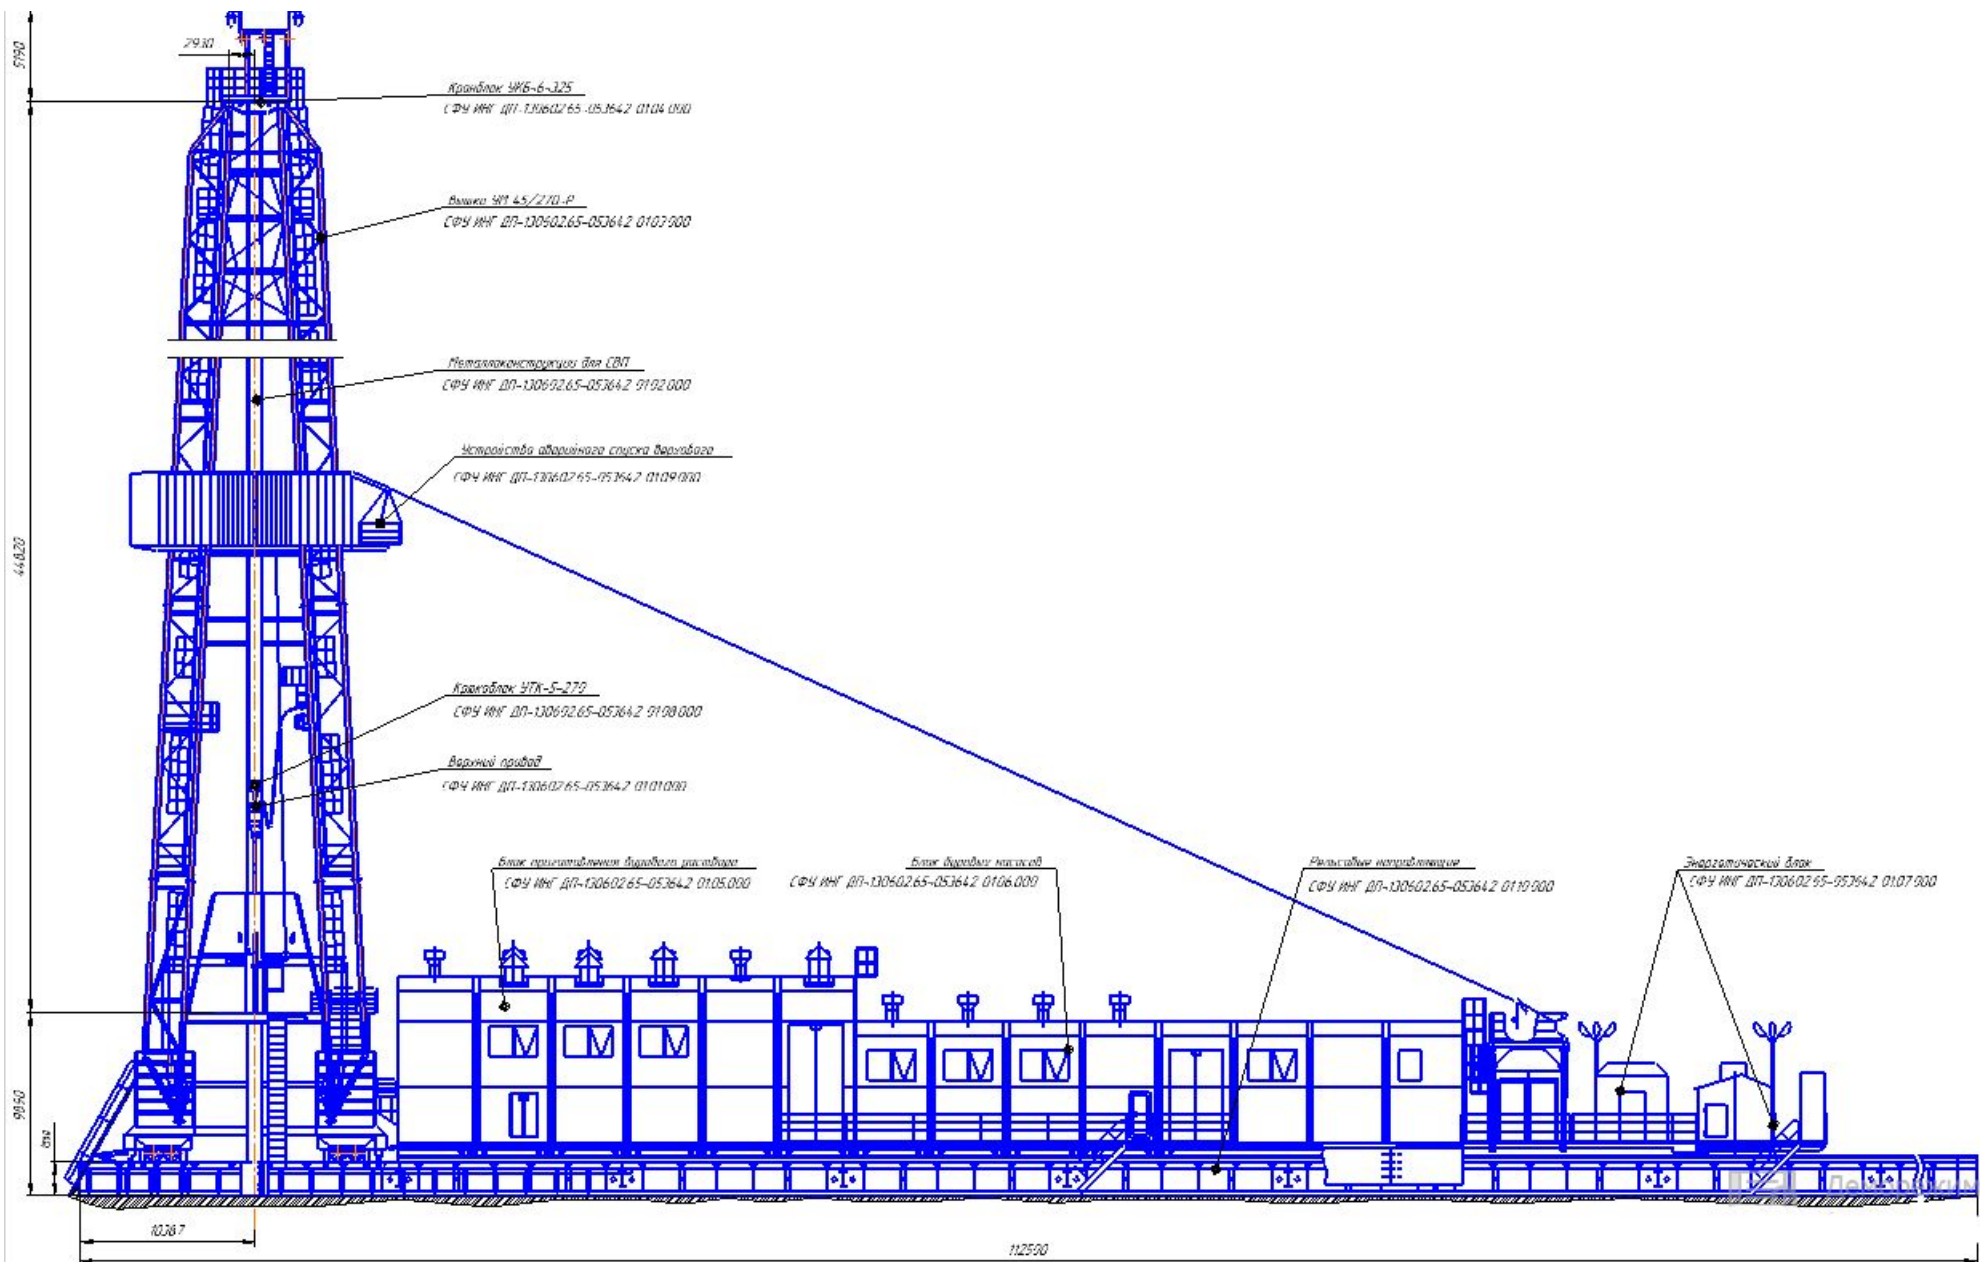 5190
2930
Кранблок УКБ-6-325
СФУ ИНГ ДП-130602.65-053642 01.04.000
Вышка УМ 45/270-Р
СФУ ИНГ ДП-130602.65-053642 01.03.000
Металлоконструкции для СВП
СФУ ИНГ ДП-130602.65-053642 01.02.000
Устройство аварийного спуска верхового
СФУ ИНГ ДП-130602.65-053642 01.09.000
44820
Крюкоблок УТК-5-270
СФУ ИНГ ДП-130602.65-053642 01.08.000
Верхний привод
СФУ ИНГ ДП-130602.65-053642 01.01.000
Блок приготовления бурового раствора
СФУ ИНГ ДП-130602.65-053642 01.05.000
Блок буровых насосов
СФУ ИНГ ДП-130602.65-053642 01.06.000
Рельсовые направляющие
СФУ ИНГ ДП-130602.65-053642 01.10.000
Энергетический блок
СФУ ИНГ ДП-130602.65-053642 01.07.000
10387
112500